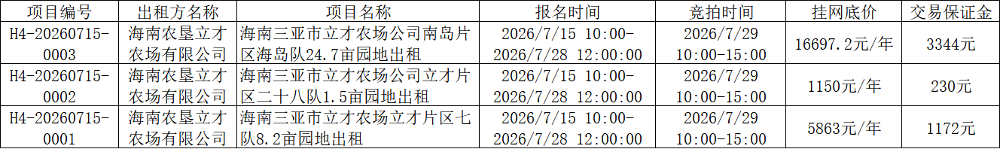 项目编号 出租方名称 项目名称 报名时间 竞拍时间 挂网底价 交易保证金
H4-20260715-0003 海南农垦立才农场有限公司 海南三亚市立才农场公司南岛片区海岛队24.7亩园地出租 2026/7/15 10:00-2026/7/28 12:00:00 2026/7/29 10:00-15:00 16697.2元/年 3344元
H4-20260715-0002 海南农垦立才农场有限公司 海南三亚市立才农场公司立才片区二十八队1.5亩园地出租 2026/7/15 10:00-2026/7/28 12:00:00 2026/7/29 10:00-15:00 1150元/年 230元
H4-20260715-0001 海南农垦立才农场有限公司 海南三亚市立才农场立才片区七队8.2亩园地出租 2026/7/15 10:00-2026/7/28 12:00:00 2026/7/29 10:00-15:00 5863元/年 1172元